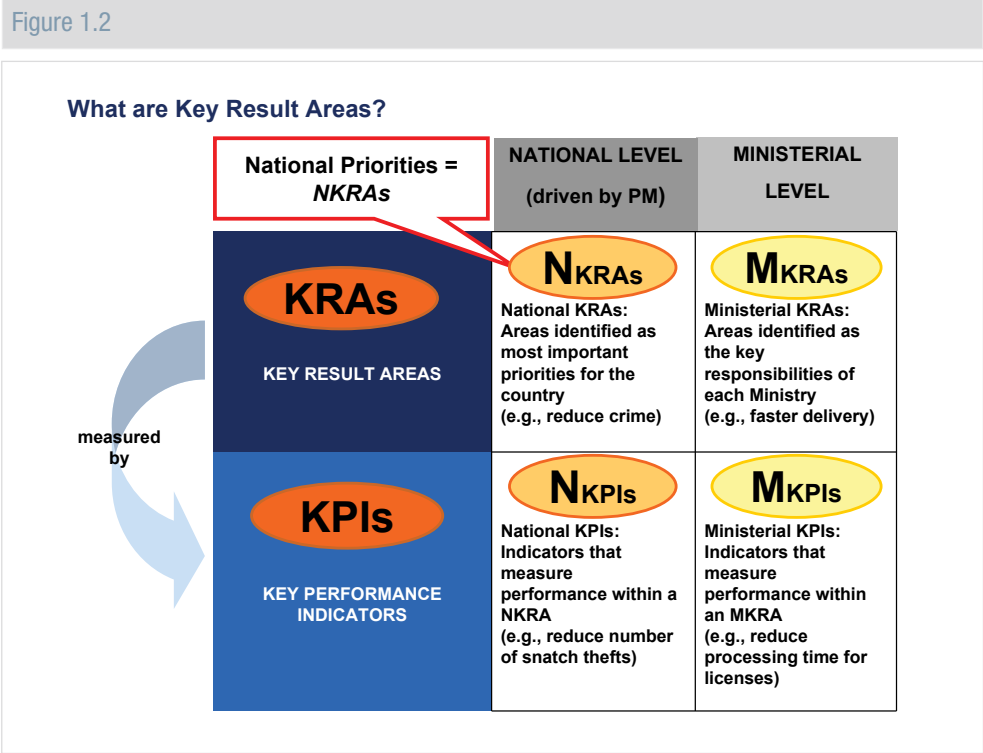 Figure 1.2
What are Key Result Areas?
National Priorities =
NKRAs
NATIONAL LEVEL
(driven by PM)
MINISTERIAL
LEVEL
KRAs
KEY RESULT AREAS
NKRAs
National KRAs:
Areas identified as
most important
priorities for the
country
(e.g., reduce crime)
MKRAs
Ministerial KRAs:
Areas identified as
the key
responsibilities of
each Ministry
(e.g., faster delivery)
measured
by
KPIs
KEY PERFORMANCE
INDICATORS
NKPIs
National KPIs:
Indicators that
measure
performance within a
NKRA
(e.g., reduce number
of snatch thefts)
MKPIs
Ministerial KPIs:
Indicators that
measure
performance within
an MKRA
(e.g., reduce
processing time for
licenses)